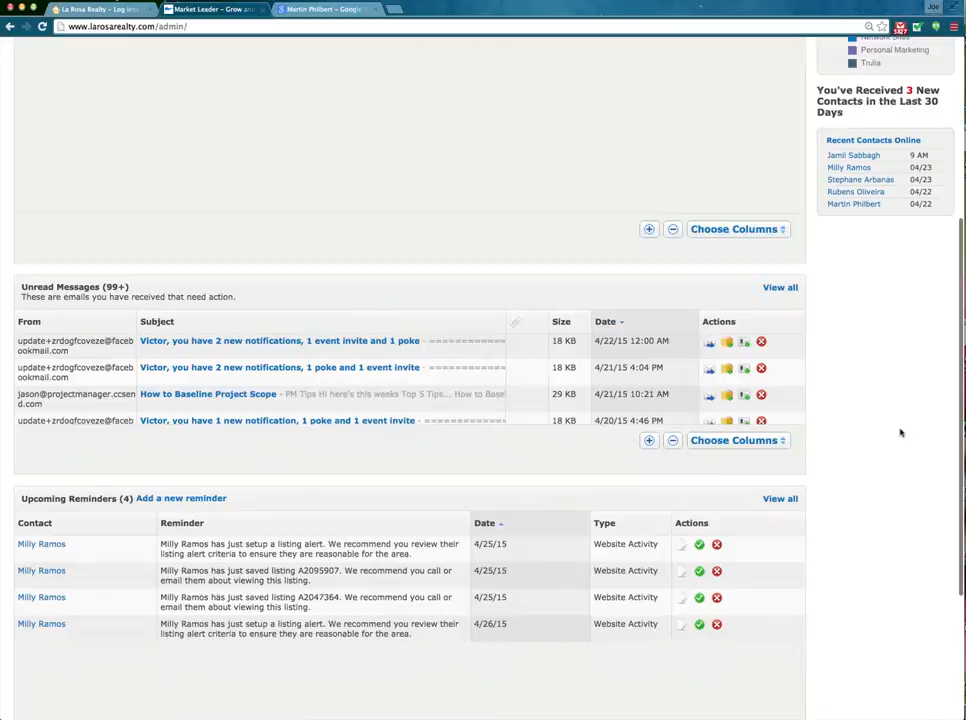 La Rosa Realty - Log in
Market Leader - Grow an
Mertin Philbert - Google
Joe
www.larosarealty.com/admin/
5427
Network Sites
Personal Marketing
Trulia
You've Received 3 New
Contacts in the Last 30
Days
Recent Contacts Online
Jamil Sabbagh 9 AM
Milly Ramos 04/23
Stephane Arbanas 04/23
Rubens Oliveira 04/22
Martin Philbert 04/22
Choose Columns
Unread Messages (99+)
These are emails you have received that need action.
View all
From Subject Size Date Actions
update+zrdogfcoveze@faceb
ookmail.com
Victor, you have 2 new notifications, 1 event invite and 1 poke - ============
18 KB 4/22/15 12:00 AM
update+zrdogfcoveze@faceb
ookmail.com
Victor, you have 2 new notifications, 1 poke and 1 event invite - ============
18 KB 4/21/15 4:04 PM
jason@projectmanager.ccsen
d.com
How to Baseline Project Scope - PM Tips Hi here's this weeks Top 5 Tips... How to Base
29 KB 4/21/15 10:21 AM
update+zrdogfcoveze@faceb
Victor, you have 1 new notification, 1 poke and 1 event invite - =============
18 KB 4/20/15 4:46 PM
Choose Columns
Upcoming Reminders (4) Add a new reminder
View all
Contact Reminder Date Type Actions
Milly Ramos
Milly Ramos has just setup a listing alert. We recommend you review their
listing alert criteria to ensure they are reasonable for the area.
4/25/15 Website Activity
Milly Ramos
Milly Ramos has just saved listing A2095907. We recommend you call or
email them about viewing this listing.
4/25/15 Website Activity
Milly Ramos
Milly Ramos has just saved listing A2047364. We recommend you call or
email them about viewing this listing.
4/25/15 Website Activity
Milly Ramos
Milly Ramos has just setup a listing alert. We recommend you review their
listing alert criteria to ensure they are reasonable for the area.
4/26/15 Website Activity